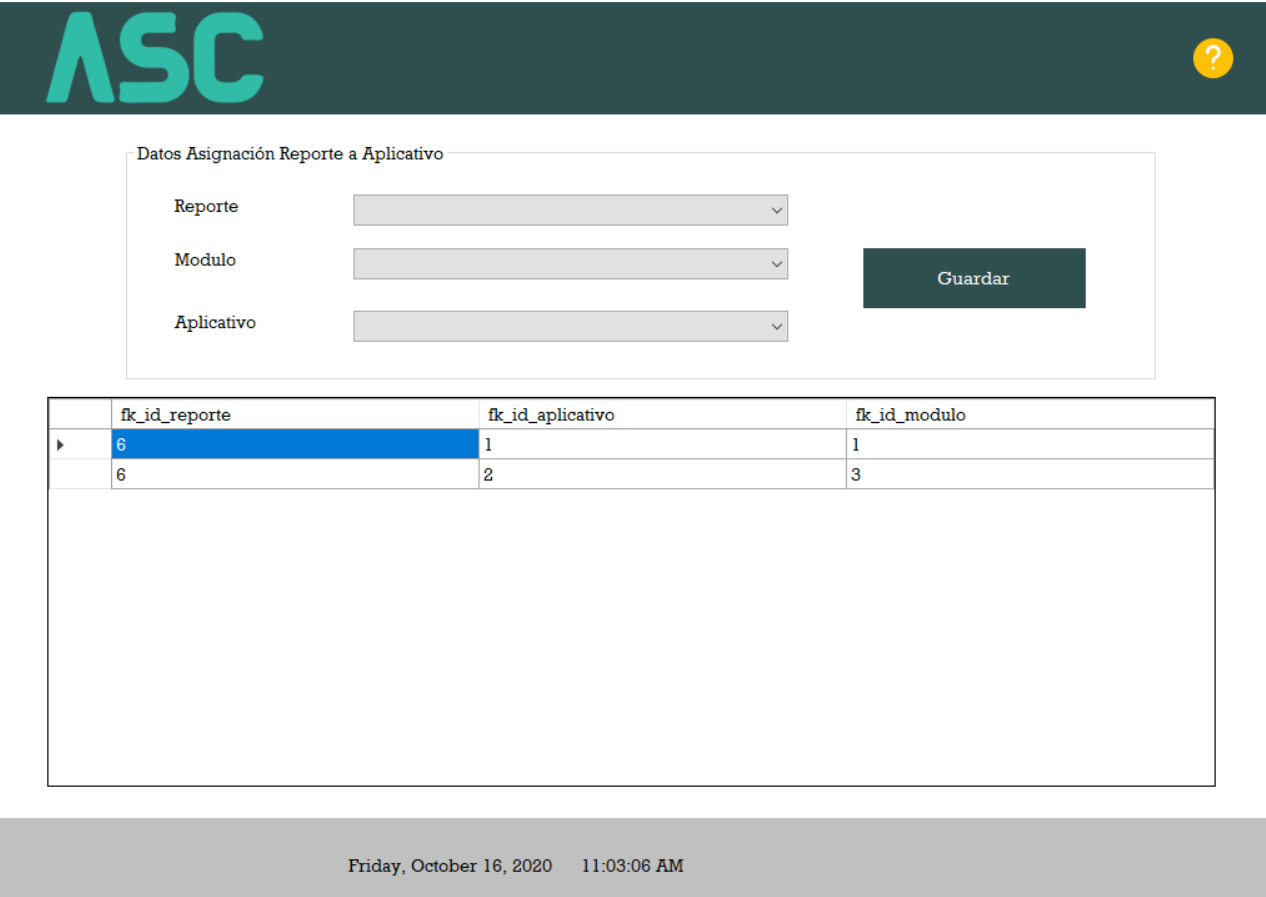 ASC
?
Datos Asignación Reporte a Aplicativo
Reporte
Modulo
Guardar
Aplicativo
fk_id_reporte fk_id_aplicativo fk_id_modulo
6 1 1
6 2 3
Friday, October 16, 2020 11:03:06 AM